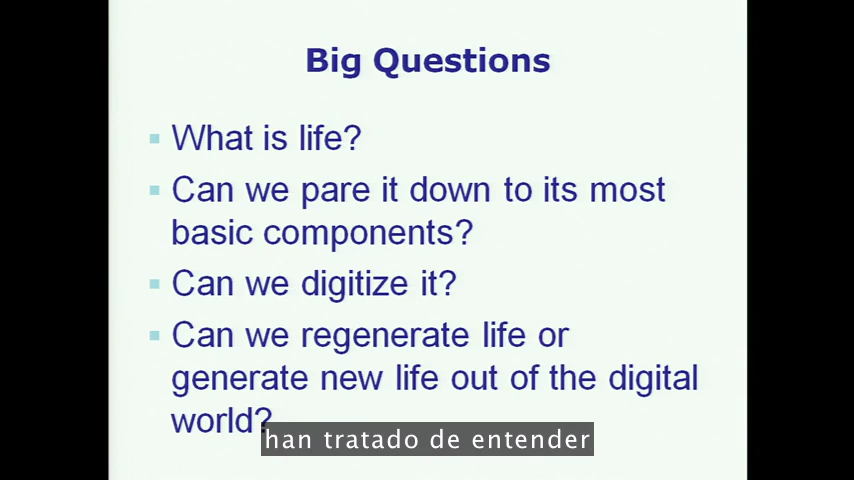 Big Questions
What is life?
Can we pare it down to its most
basic components?
Can we digitize it?
Can we regenerate life or
generate new life out of the digital
world?
han tratado de entender